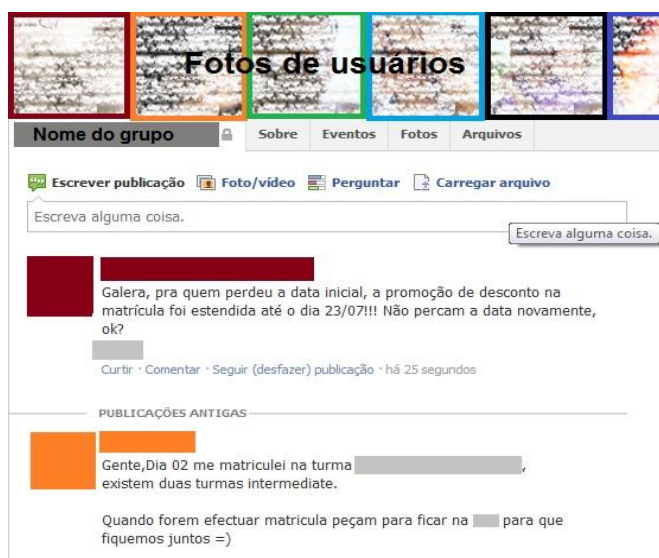 Fotos de usuários
Nome do grupo Sobre Eventos Fotos Arquivos
Escrever publicação Foto/vídeo Perguntar Carregar arquivo
Escreva alguma coisa.
Escreva alguma coisa.
Galera, pra quem perdeu a data inicial, a promoção de desconto na
matrícula foi estendida até o dia 23/07!!! Não percam a data novamente,
ok?
Curtir · Comentar · Seguir (desfazer) publicação · há 25 segundos
PUBLICAÇÕES ANTIGAS
Gente,Dia 02 me matriculei na turma ,
existem duas turmas intermediate.
Quando forem efectuar matricula peçam para ficar na para que
fiquemos juntos =)